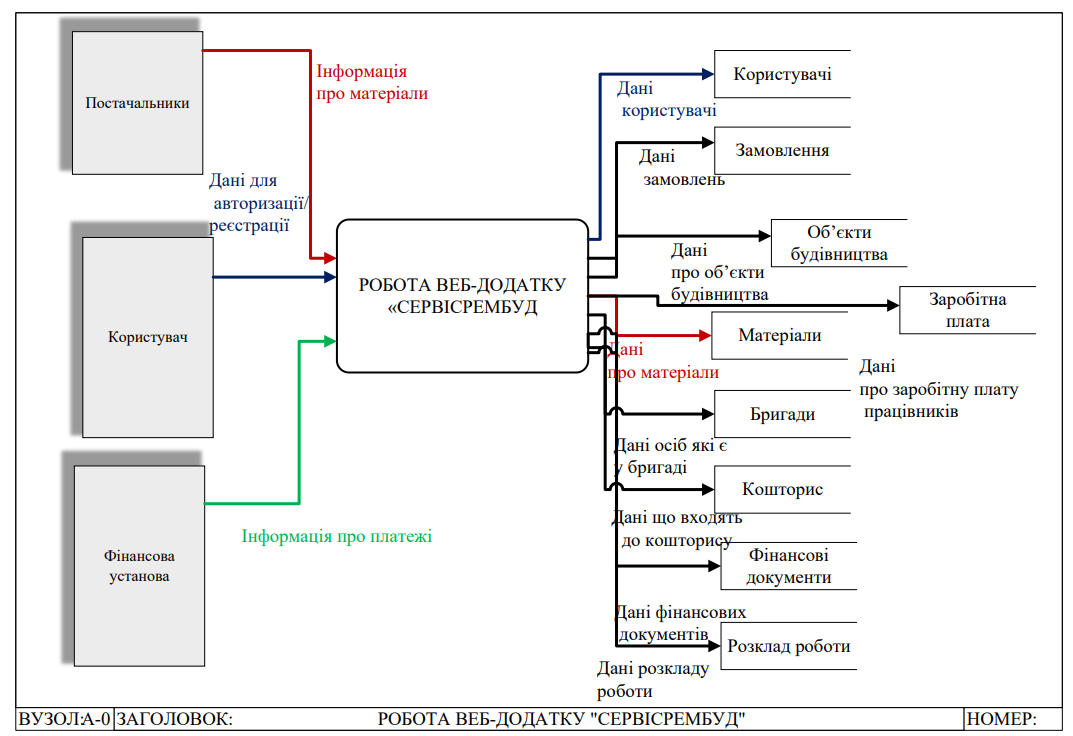 Постачальники
Інформація
про матеріали
Дані для
авторизації/
реєстрації
Користувач
Фінансова
установа
Інформація про платежі
РОБОТА ВЕБ-ДОДАТКУ
«СЕРВІСРЕМБУД
Дані
користувачі
Користувачі
Дані
замовлень
Замовлення
Дані
про об’єкти
будівництва
Об’єкти
будівництва
Заробітна
плата
Дані
про матеріали
Матеріали
Дані
про заробітну плату
працівників
Бригади
Дані осіб які є
у бригаді
Кошторис
Дані що входять
до кошторису
Фінансові
документи
Дані фінансових
документів
Розклад роботи
Дані розкладу
роботи
ВУЗОЛ:А-0 ЗАГОЛОВОК: РОБОТА ВЕБ-ДОДАТКУ "СЕРВІСРЕМБУД" НОМЕР: